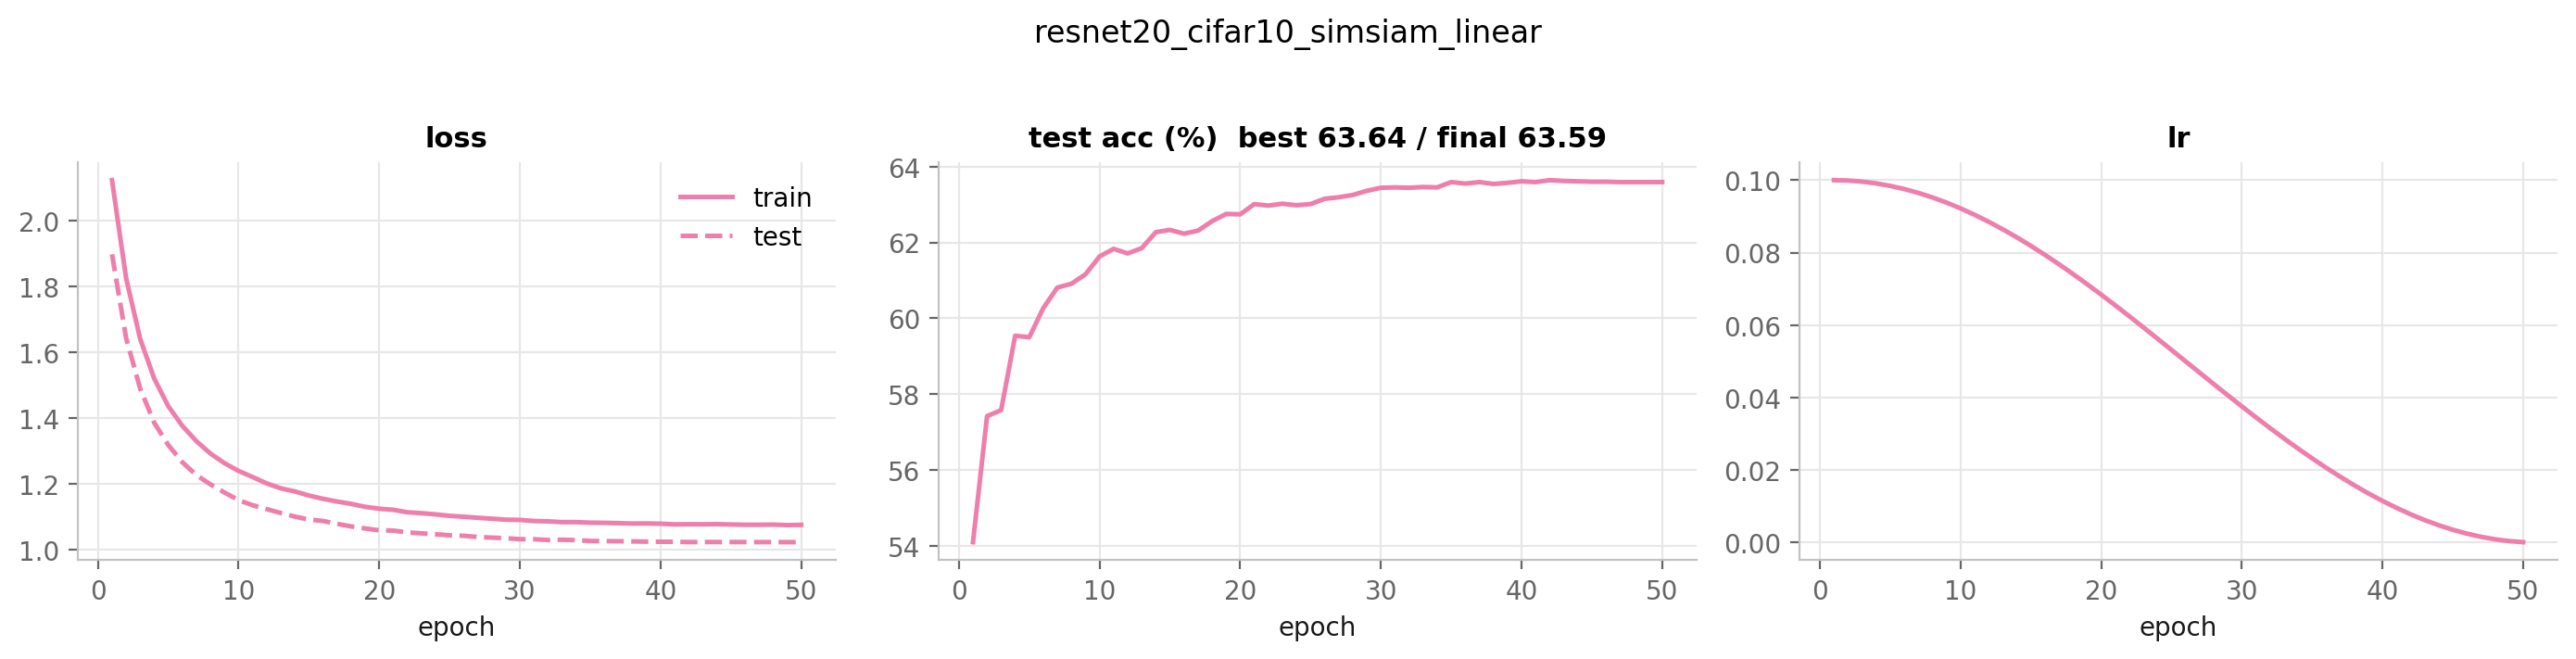 resnet20_cifar10_simsiam_linear
loss
2.0
1.8
1.6
1.4
1.2
1.0
train
test
0 10 20 30 40 50
epoch
test acc (%) best 63.64 / final 63.59
64
62
60
58
56
54
0 10 20 30 40 50
epoch
lr
0.10
0.08
0.06
0.04
0.02
0.00
0 10 20 30 40 50
epoch